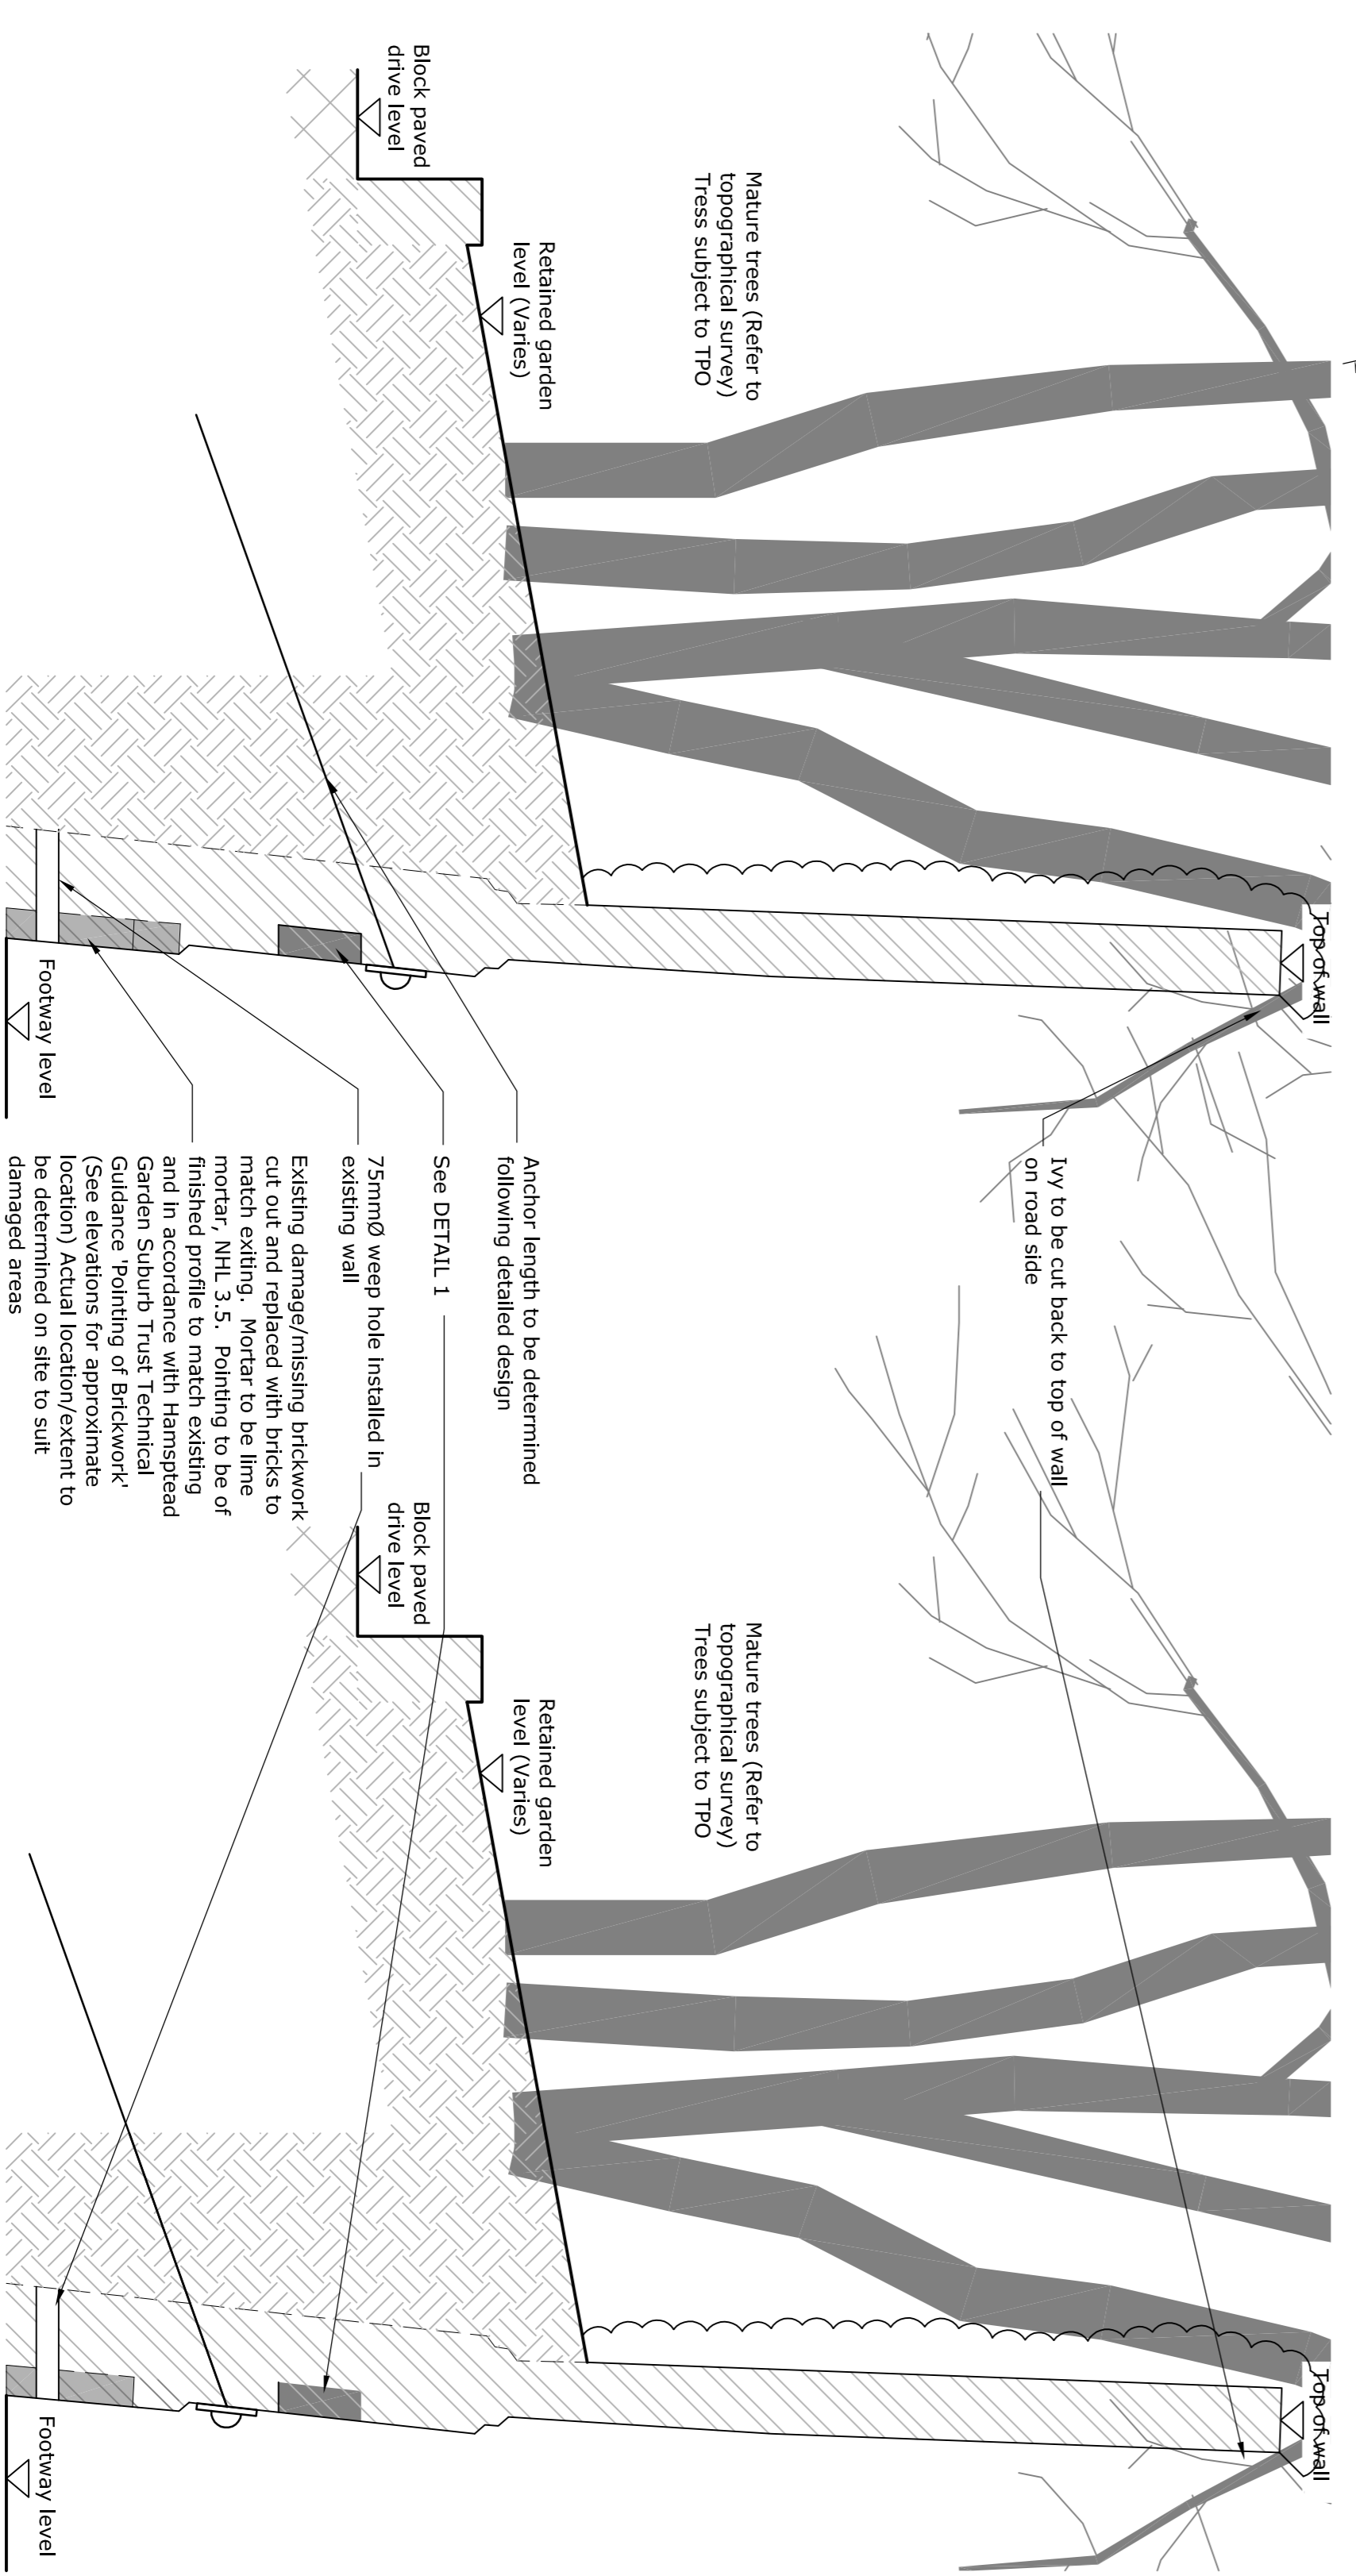 Top of wall
Ivy to be cut back to top of wall
on road side
Mature trees (Refer to
topographical survey)
Tress subject to TPO
Retained garden
level (Varies)
Block paved
drive level
Anchor length to be determined
following detailed design
See DETAIL 1
75mmØ weep hole installed in
existing wall
Existing damage/missing brickwork
cut out and replaced with bricks to
match exiting. Mortar to be lime
mortar, NHL 3.5. Pointing to be of
finished profile to match existing
and in accordance with Hamsptead
Garden Suburb Trust Technical
Guidance 'Pointing of Brickwork'
(See elevations for approximate
location) Actual location/extent to
be determined on site to suit
damaged areas
Footway level
Top of wall
Mature trees (Refer to
topographical survey)
Trees subject to TPO
Retained garden
level (Varies)
Block paved
drive level
Footway level